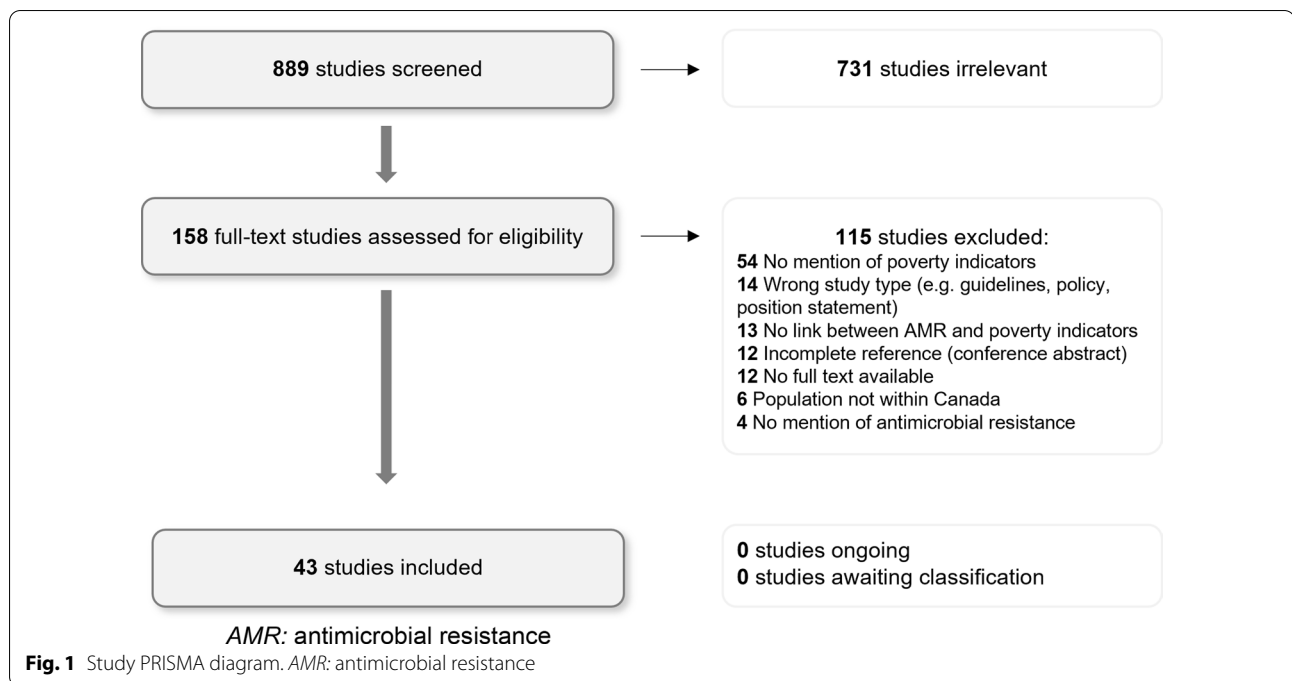 889 studies screened
731 studies irrelevant
158 full-text studies assessed for eligibility
115 studies excluded:
54 No mention of poverty indicators
14 Wrong study type (e.g. guidelines, policy,
position statement)
13 No link between AMR and poverty indicators
12 Incomplete reference (conference abstract)
12 No full text available
6 Population not within Canada
4 No mention of antimicrobial resistance
43 studies included
0 studies ongoing
0 studies awaiting classification
AMR: antimicrobial resistance
Fig. 1 Study PRISMA diagram. AMR: antimicrobial resistance